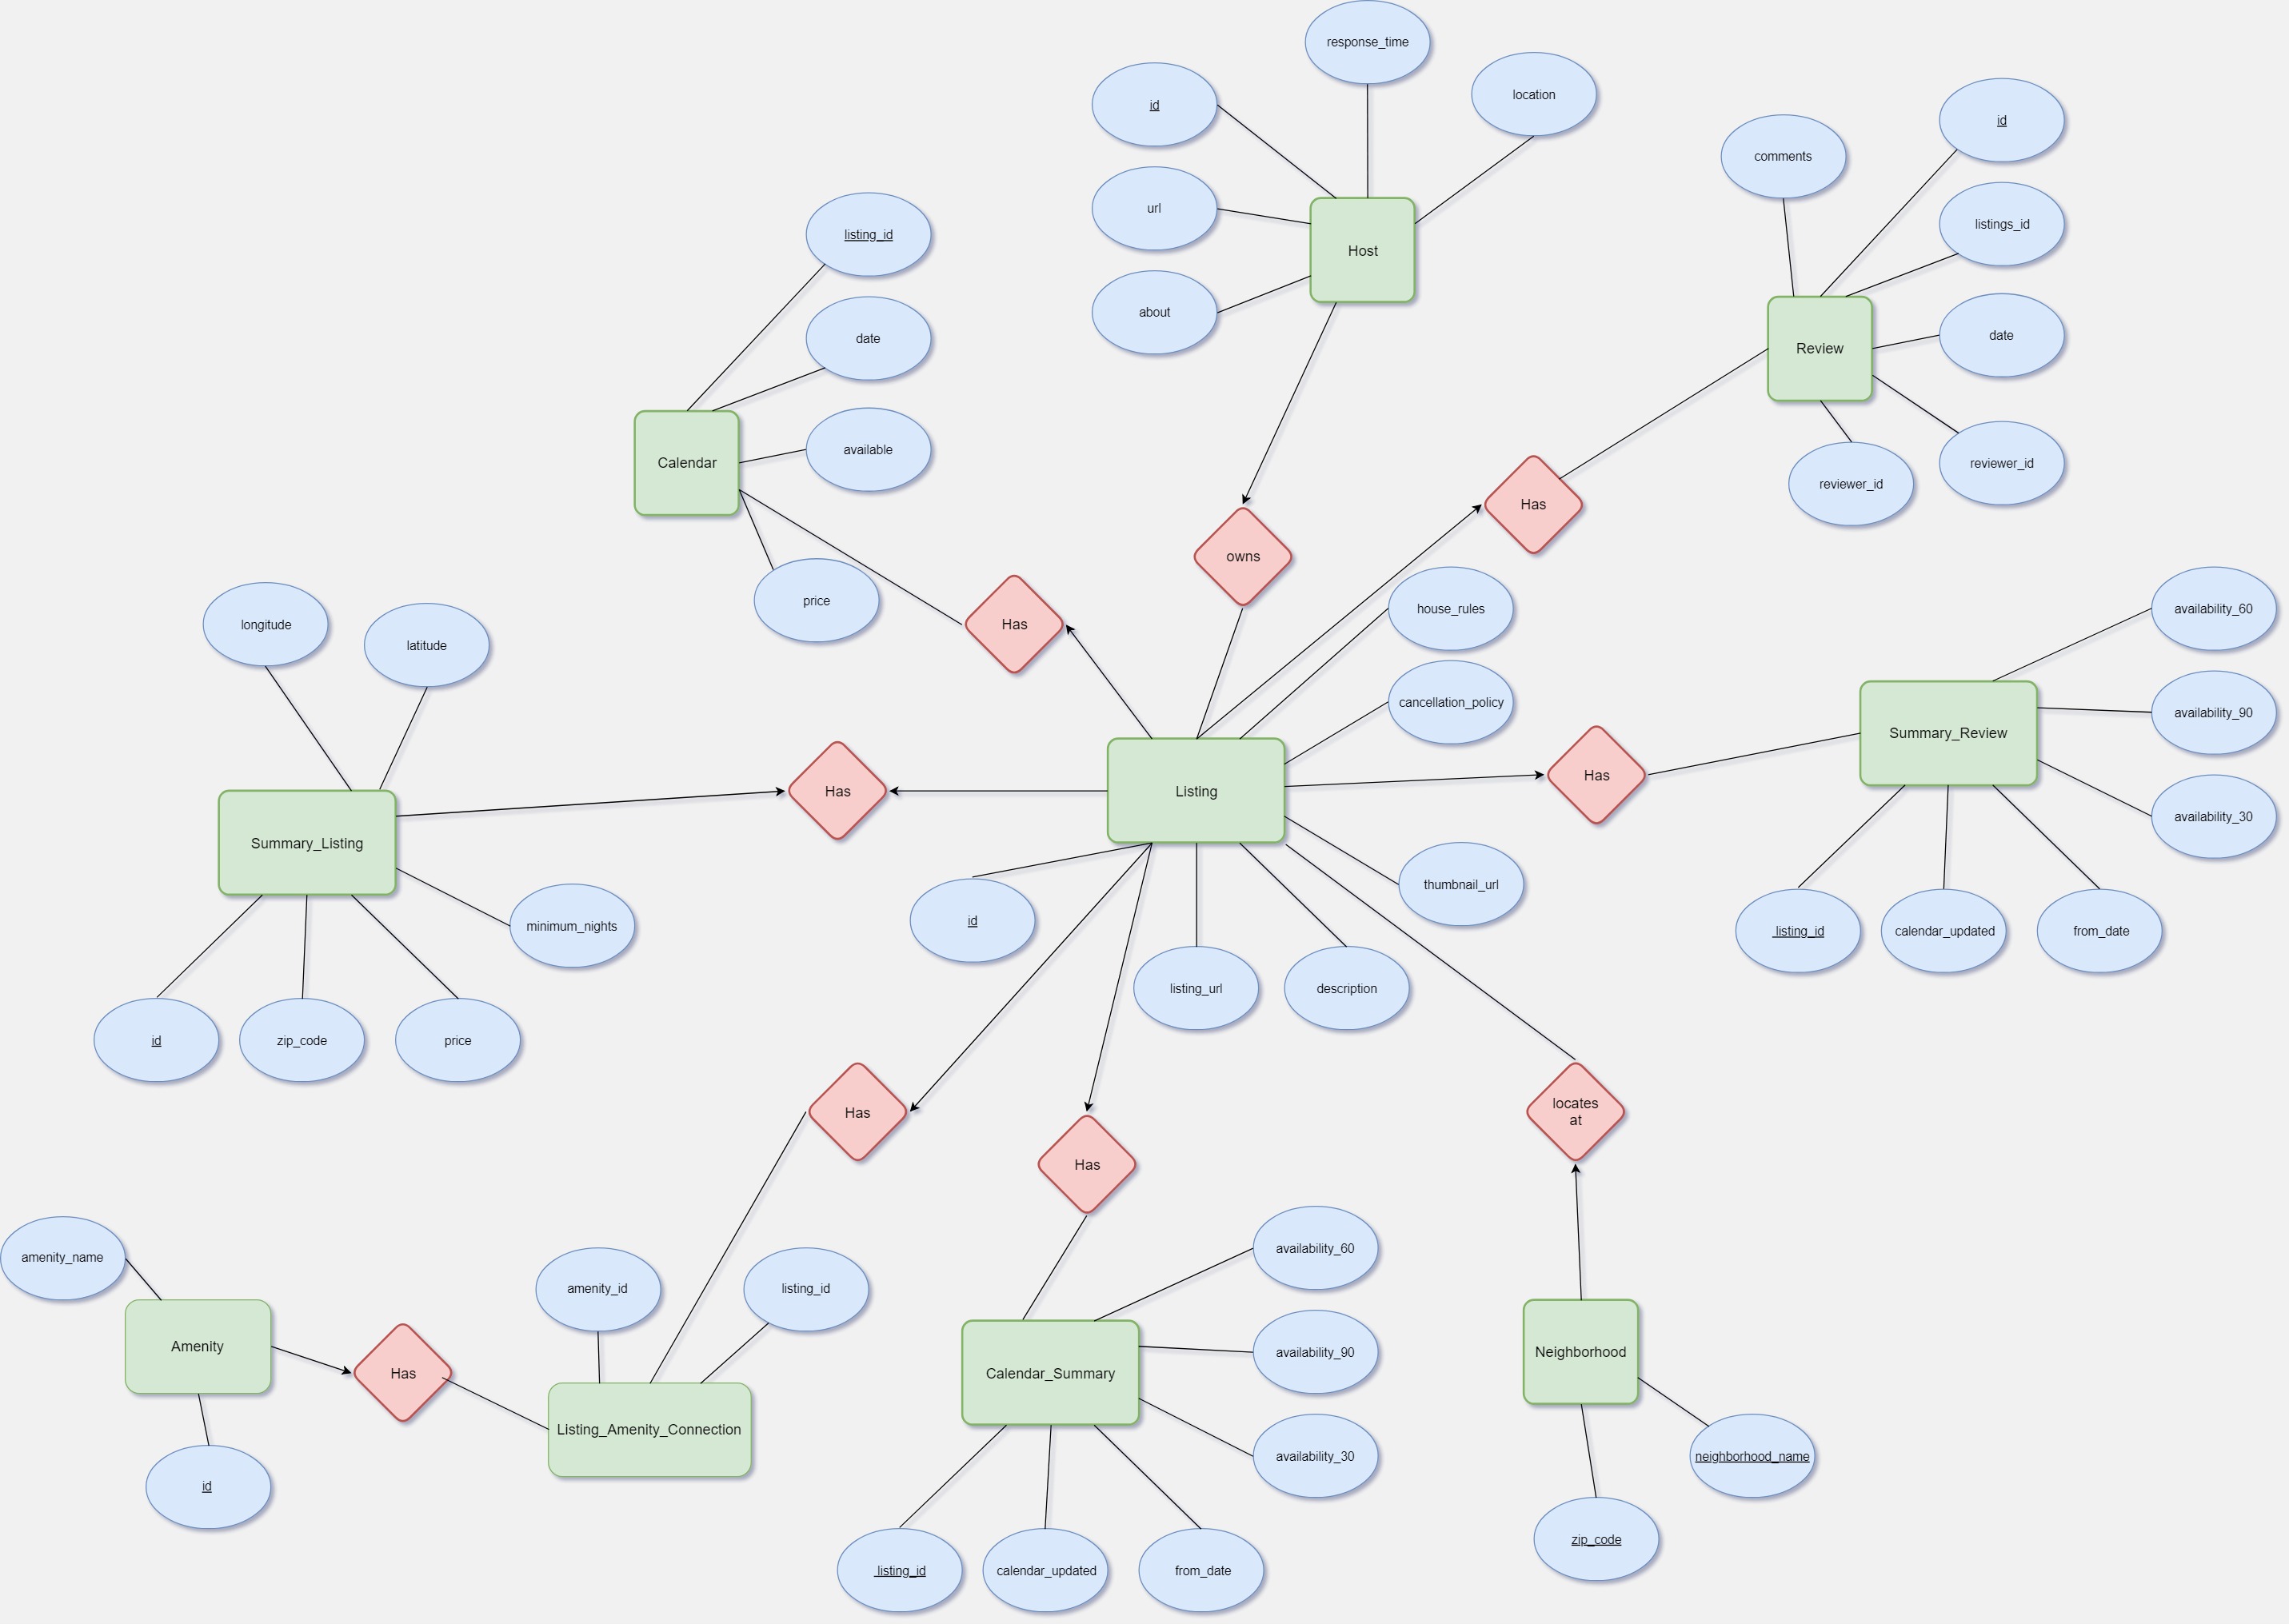 response_time
location
id
id
comments
url
listings_id
listing_id
Host
about
date
date
Review
available
Calendar
reviewer_id
reviewer_id
Has
owns
price
Has
house_rules
availability_60
longitude
latitude
cancellation_policy
availability_90
Summary_Review
Has
Has
Listing
availability_30
Summary_Listing
thumbnail_url
minimum_nights
id
listing_id
calendar_updated
from_date
listing_url
description
id
zip_code
price
Has
locates
at
Has
availability_60
amenity_name
amenity_id
listing_id
Amenity
availability_90
Neighborhood
Has
Calendar_Summary
Listing_Amenity_Connection
availability_30
neighborhood_name
id
zip_code
listing_id
calendar_updated
from_date